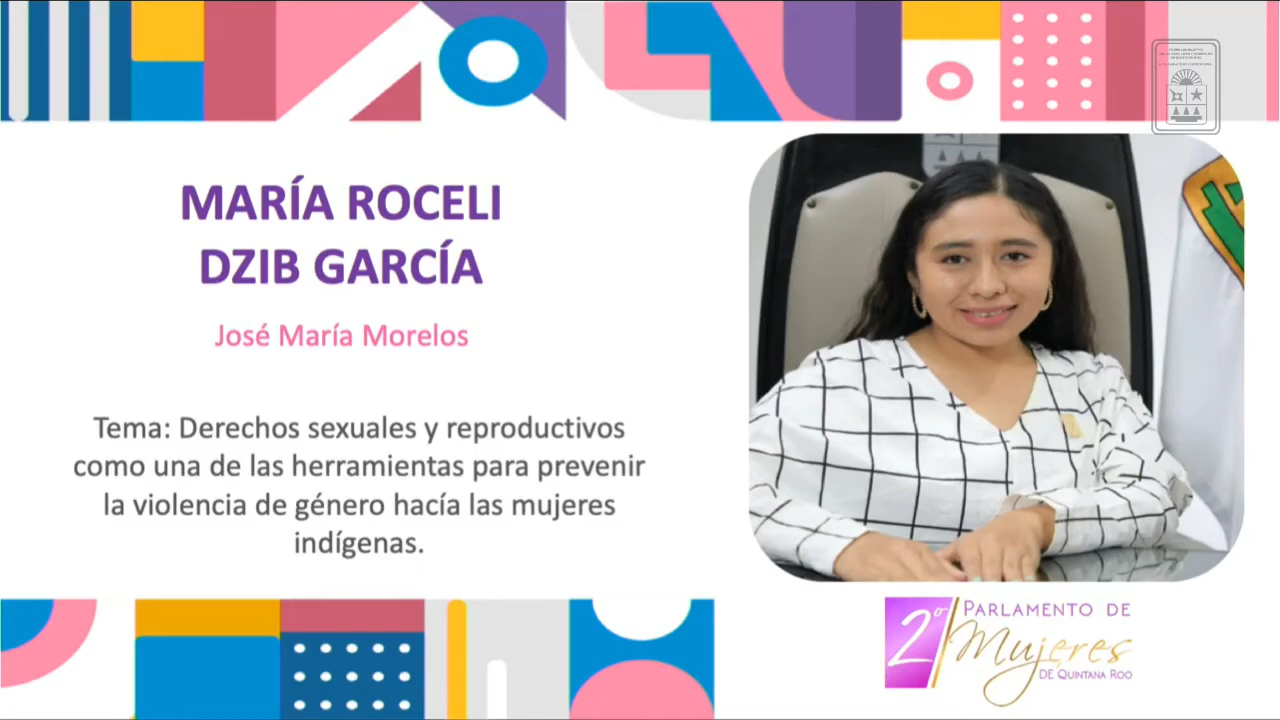 MARÍA ROCELI
DZIB GARCÍA
José María Morelos
Tema: Derechos sexuales y reproductivos
como una de las herramientas para prevenir
la violencia de género hacía las mujeres
indígenas.
2º PARLAMENTO DE
Mujeres
DE QUINTANA ROO